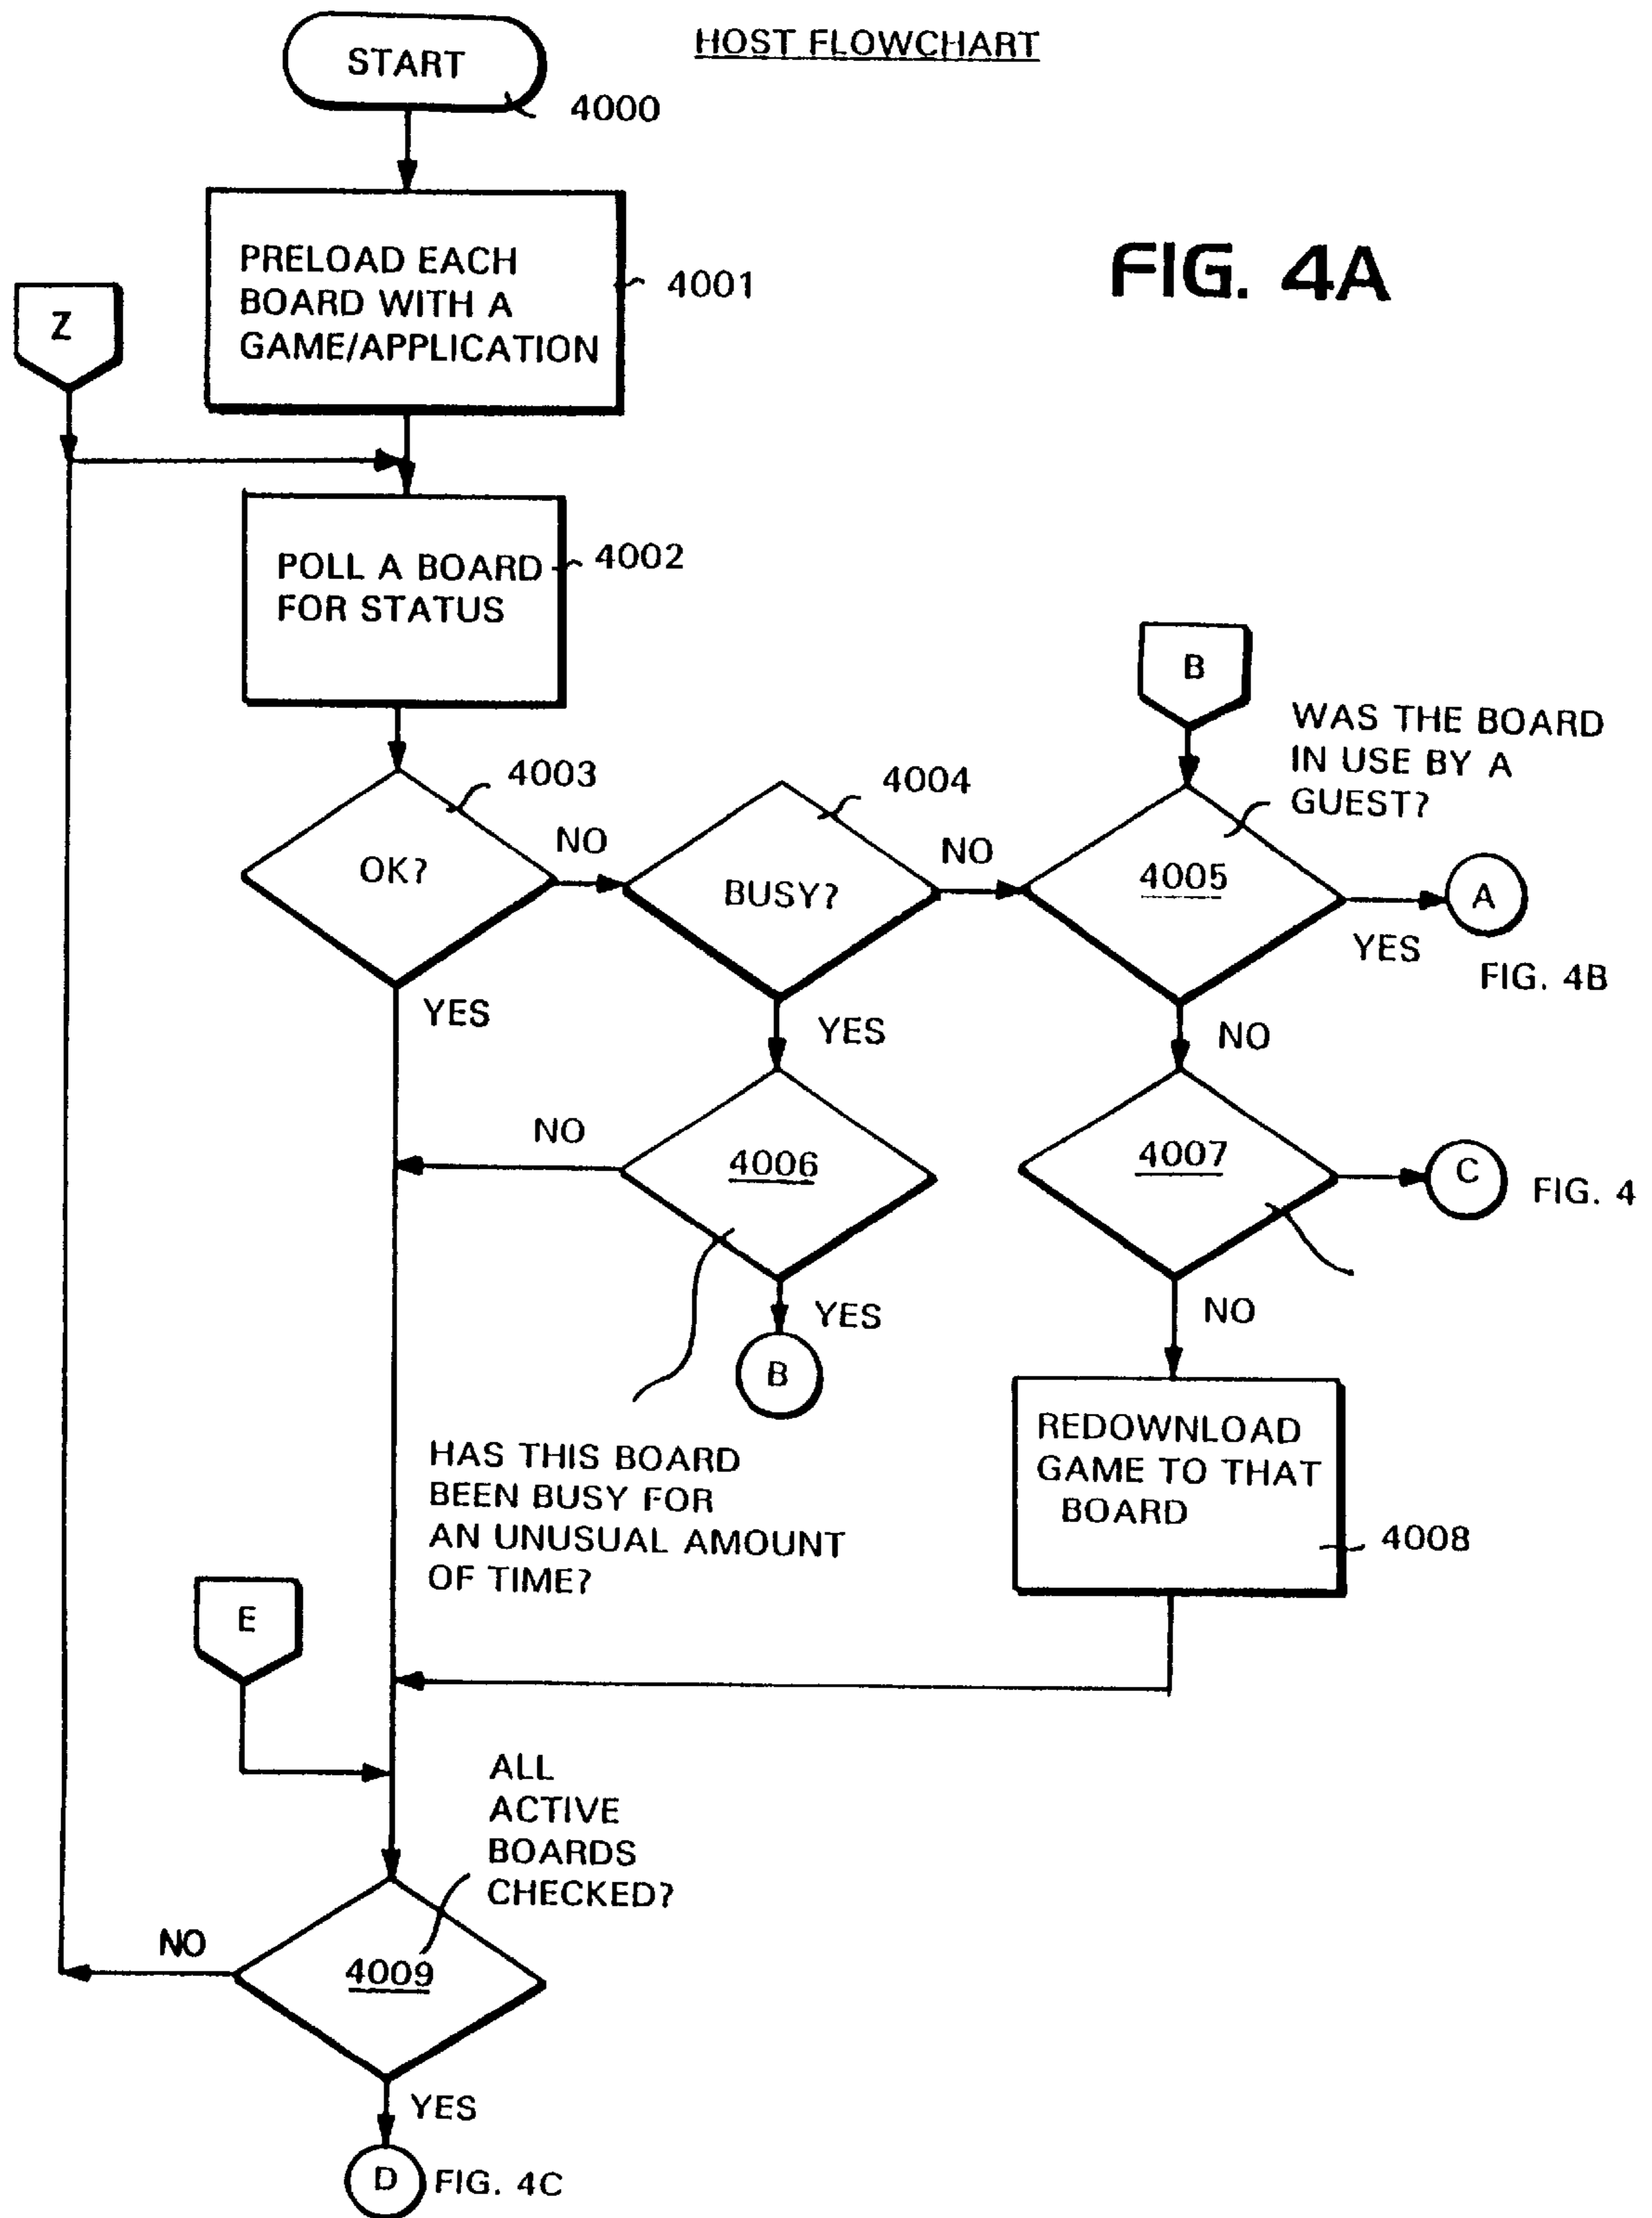 HOST FLOWCHART
START
4000
PRELOAD EACH
BOARD WITH A
GAME/APPLICATION
4001
FIG. 4A
Z
POLL A BOARD
FOR STATUS
4002
B
WAS THE BOARD
IN USE BY A
GUEST?
4003
OK?
NO
4004
BUSY?
NO
4005
YES
A
FIG. 4B
YES
YES
NO
NO
4006
4007
C
FIG. 4
YES
B
NO
HAS THIS BOARD
BEEN BUSY FOR
AN UNUSUAL AMOUNT
OF TIME?
REDOWNLOAD
GAME TO THAT
BOARD
4008
E
ALL
ACTIVE
BOARDS
CHECKED?
NO
4009
YES
D
FIG. 4C